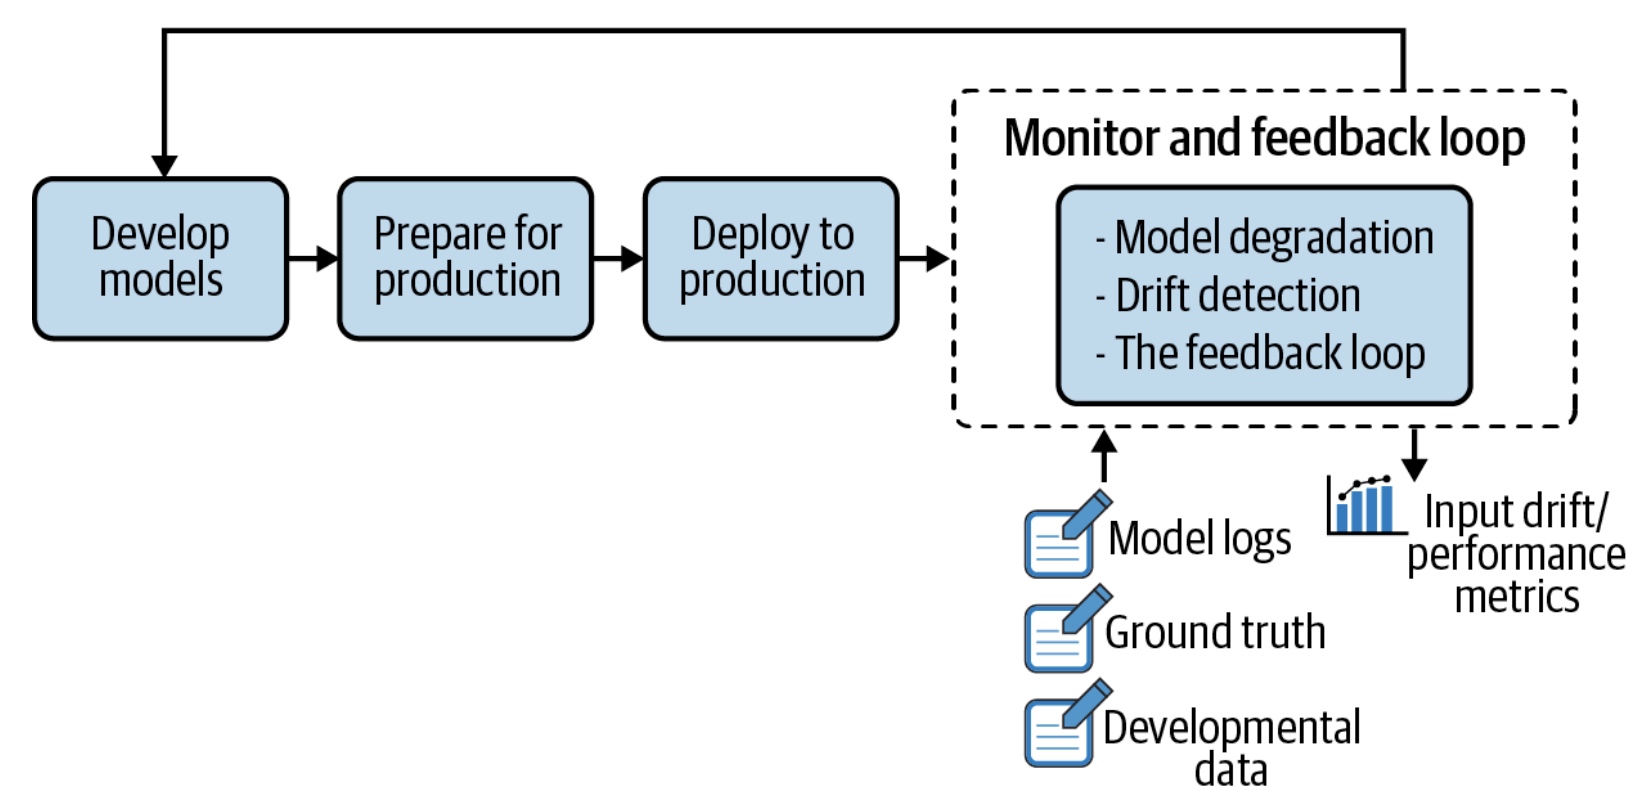 Monitor and feedback loop
Develop
models
Prepare for
production
Deploy to
production
- Model degradation
- Drift detection
- The feedback loop
Model logs
Ground truth
Developmental
data
Input drift/
performance
metrics